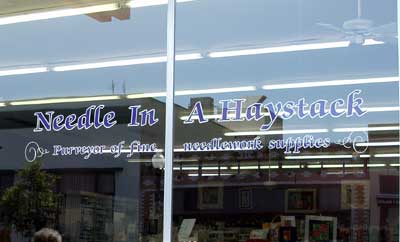 Needle In A Haystack
Purveyor of fine needlework supplies